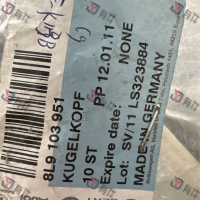 8L9 103 951
KUGELKOPF
10 ST PP 12.01.11
Expire date: NONE
Lot: SV/11 LS323884
MADE IN GERMANY